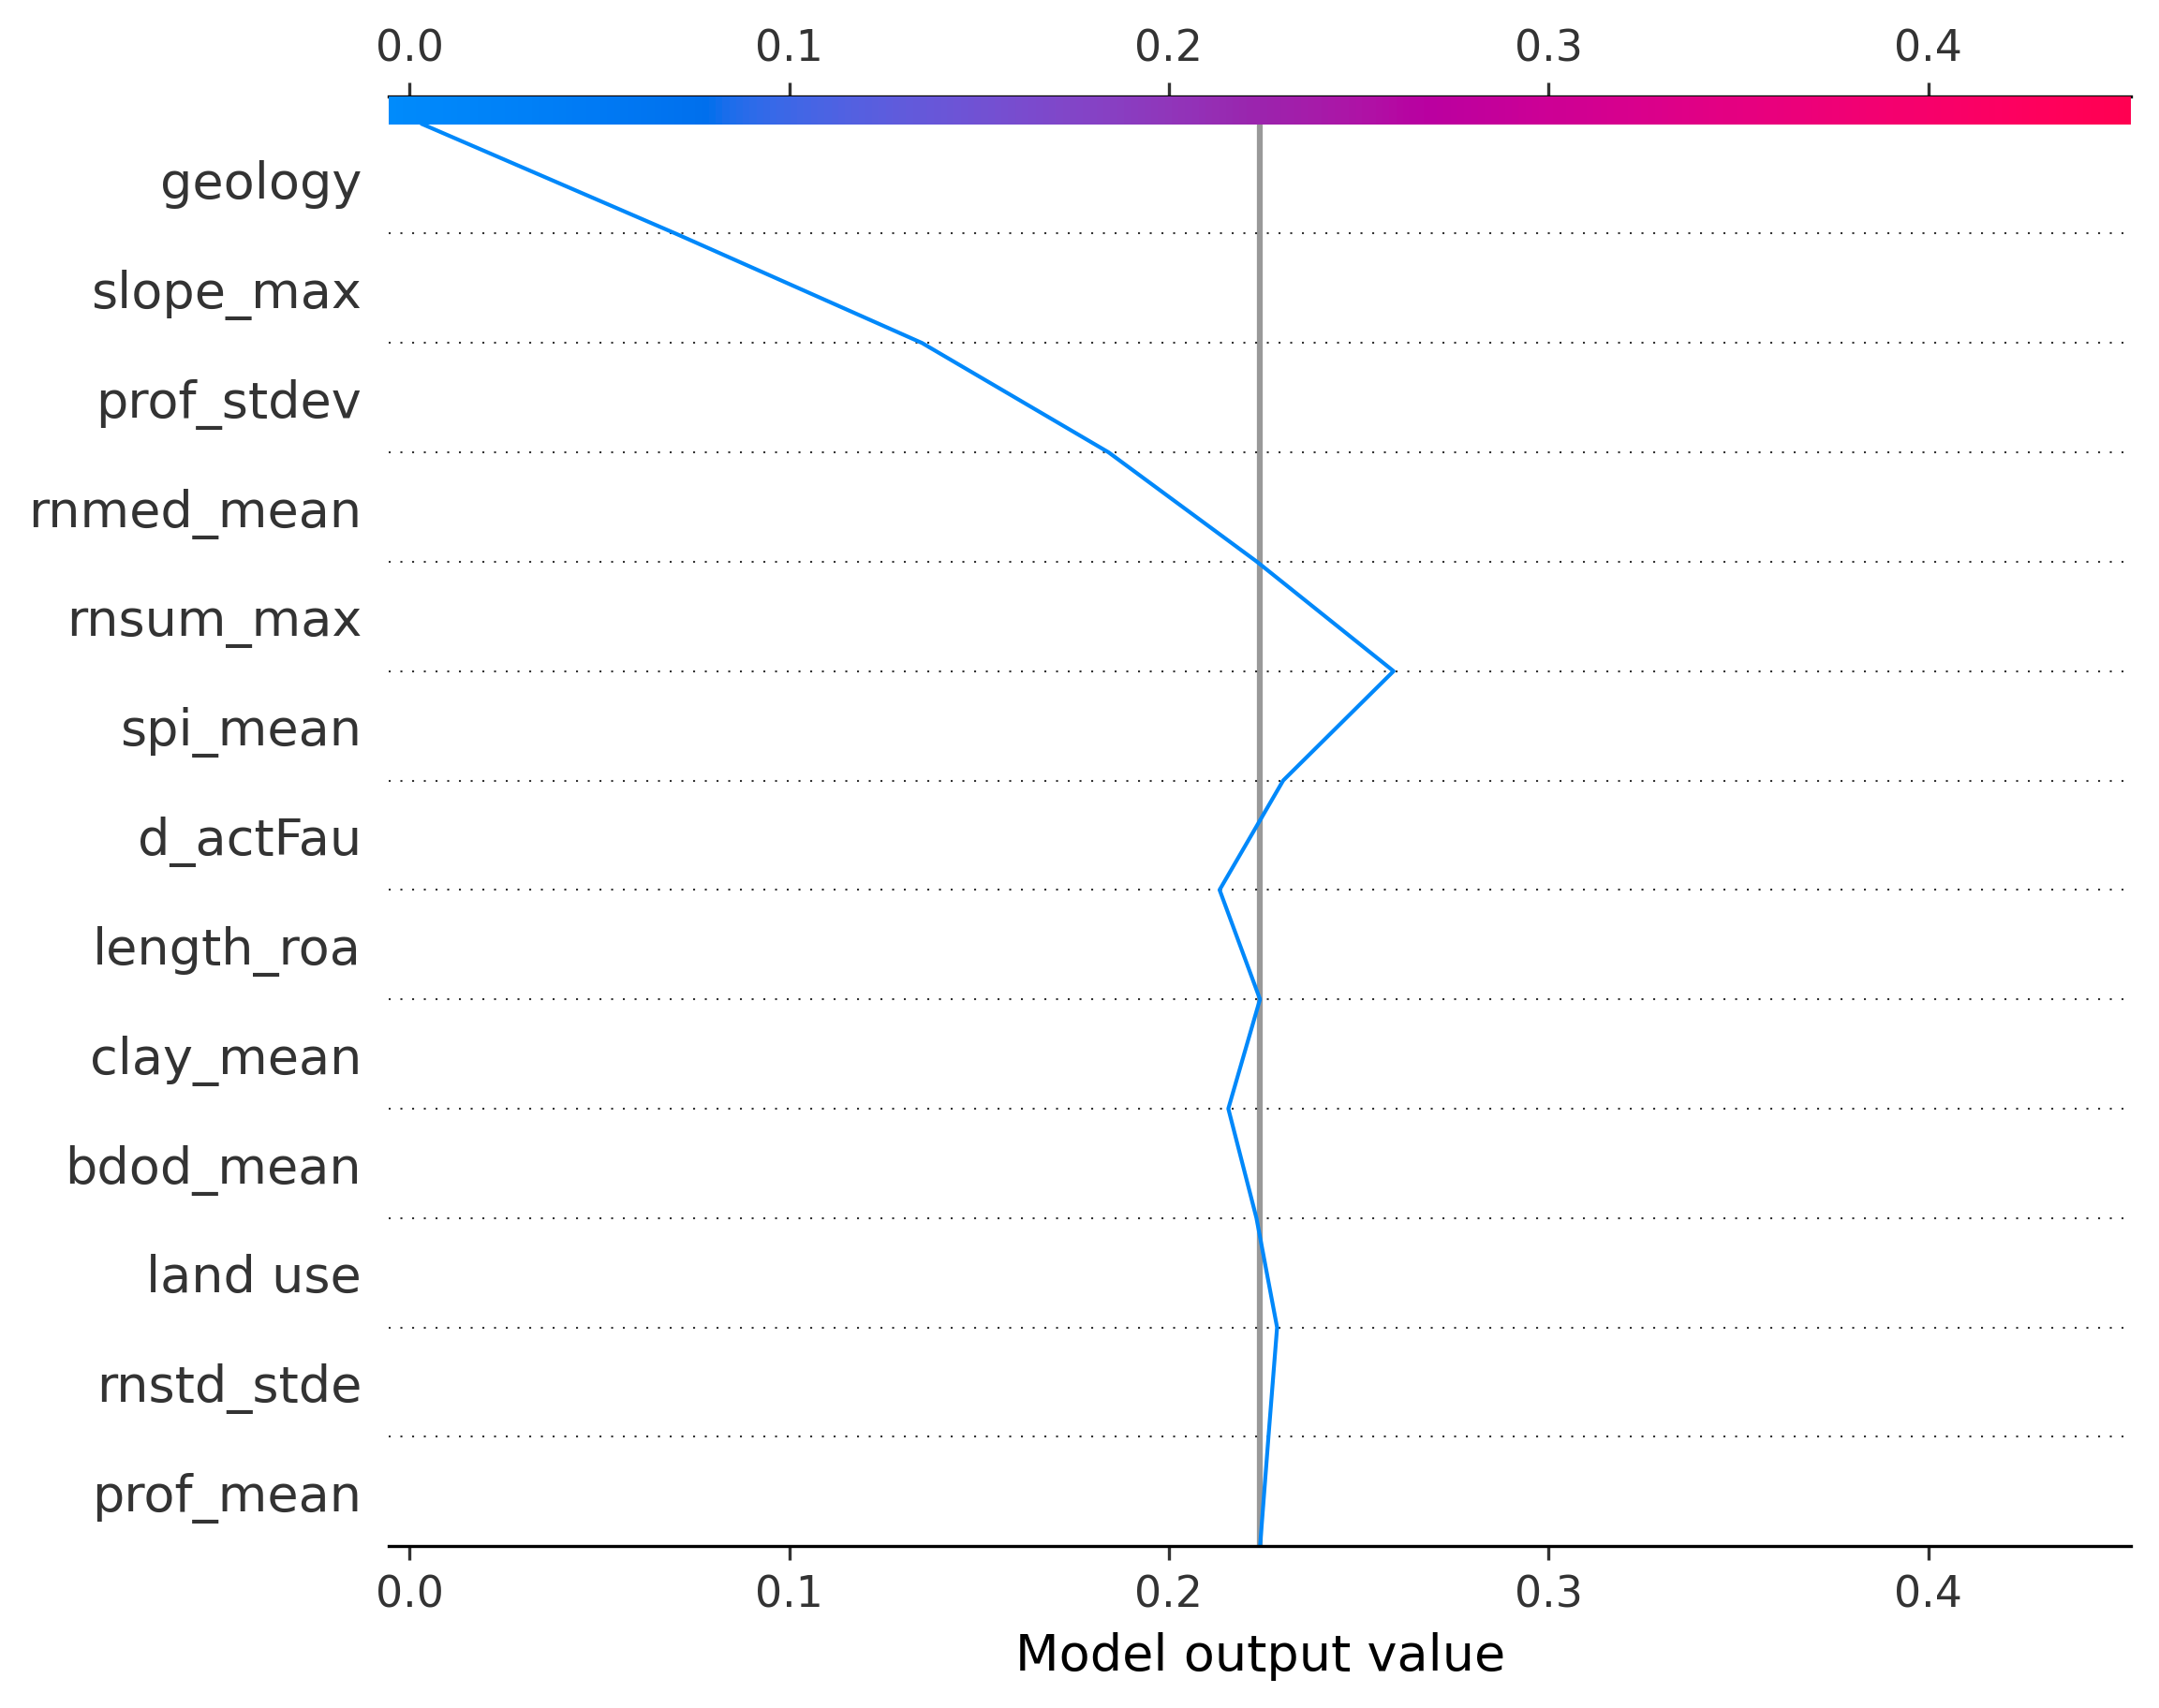 0.0 0.1 0.2 0.3 0.4
geology
slope_max
prof_stdev
rnmed_mean
rnsum_max
spi_mean
d_actFau
length_roa
clay_mean
bdod_mean
land use
rnstd_stde
prof_mean
0.0 0.1 0.2 0.3 0.4
Model output value